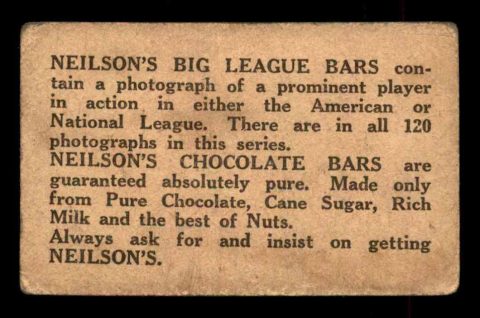 NEILSON'S BIG LEAGUE BARS con-
tain a photograph of a prominent player
in action in either the American or
National League. There are in all 120
photographs in this series.
NEILSON'S CHOCOLATE BARS are
guaranteed absolutely pure. Made only
from Pure Chocolate, Cane Sugar, Rich
Milk and the best of Nuts.
Always ask for and insist on getting
NEILSON'S.